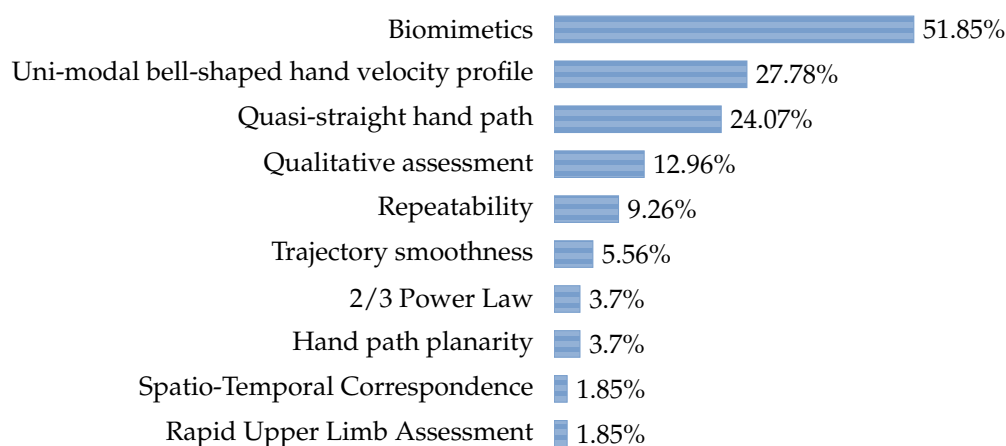 Biomimetics 51.85%
Uni-modal bell-shaped hand velocity profile 27.78%
Quasi-straight hand path 24.07%
Qualitative assessment 12.96%
Repeatability 9.26%
Trajectory smoothness 5.56%
2/3 Power Law 3.7%
Hand path planarity 3.7%
Spatio-Temporal Correspondence 1.85%
Rapid Upper Limb Assessment 1.85%